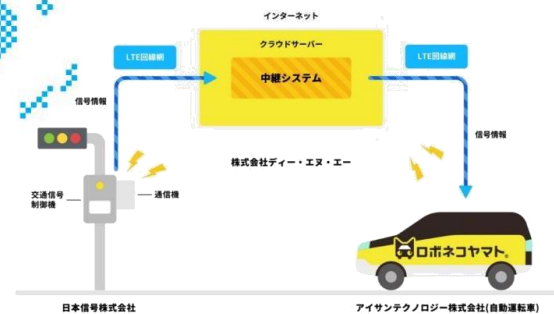 インターネット
クラウドサーバー
中継システム
LTE回線網
LTE回線網
信号情報
信号情報
株式会社ディー・エヌ・エー
交通信号
制御機
通信機
ロボネコヤマト®
日本信号株式会社
アイサンテクノロジー株式会社(自動運転車)